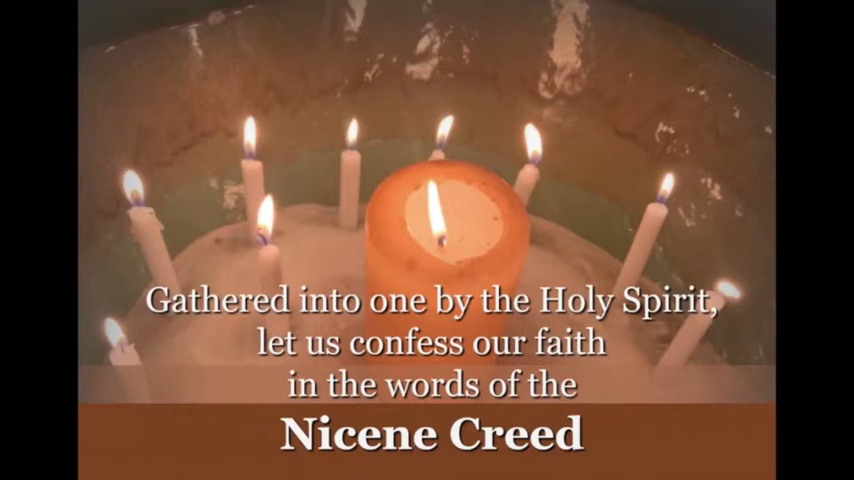 Gathered into one by the Holy Spirit,
let us confess our faith
in the words of the
Nicene Creed